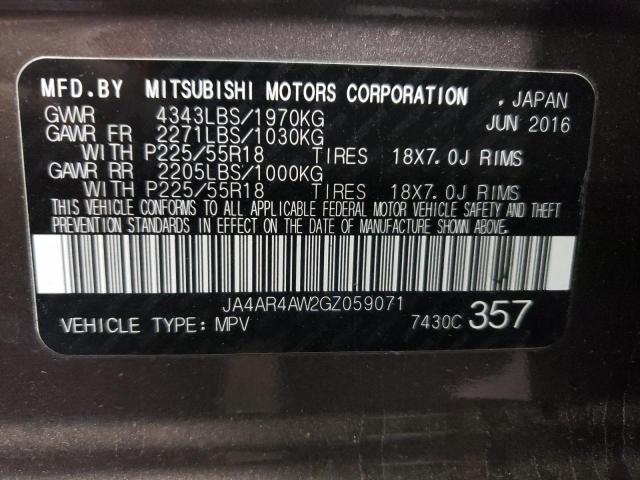 MFD.BY MITSUBISHI MOTORS CORPORATION , JAPAN
GVWR 4343LBS/1970KG JUN 2016
GAWR FR 2271LBS/1030KG
WITH P225/55R18 TIRES 18X7.0J RIMS
GAWR RR 2205LBS/1000KG
WITH P225/55R18 TIRES 18X7.0J RIMS
THIS VEHICLE CONFORMS TO ALL APPLICABLE FEDERAL MOTOR VEHICLE SAFETY AND THEFT
PREVENTION STANDARDS IN EFFECT ON THE DATE OF MANUFACTURE SHOWN ABOVE.
JA4AR4AW2GZ059071
VEHICLE TYPE: MPV 7430C 357